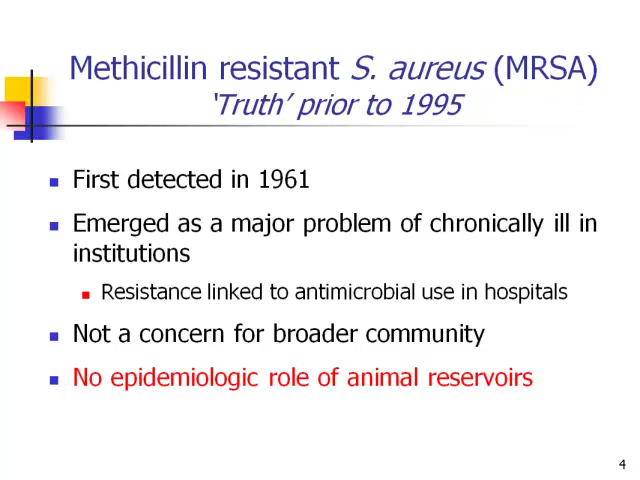 Methicillin resistant S. aureus (MRSA)
‘Truth’ prior to 1995
First detected in 1961
Emerged as a major problem of chronically ill in
institutions
Resistance linked to antimicrobial use in hospitals
Not a concern for broader community
No epidemiologic role of animal reservoirs
4